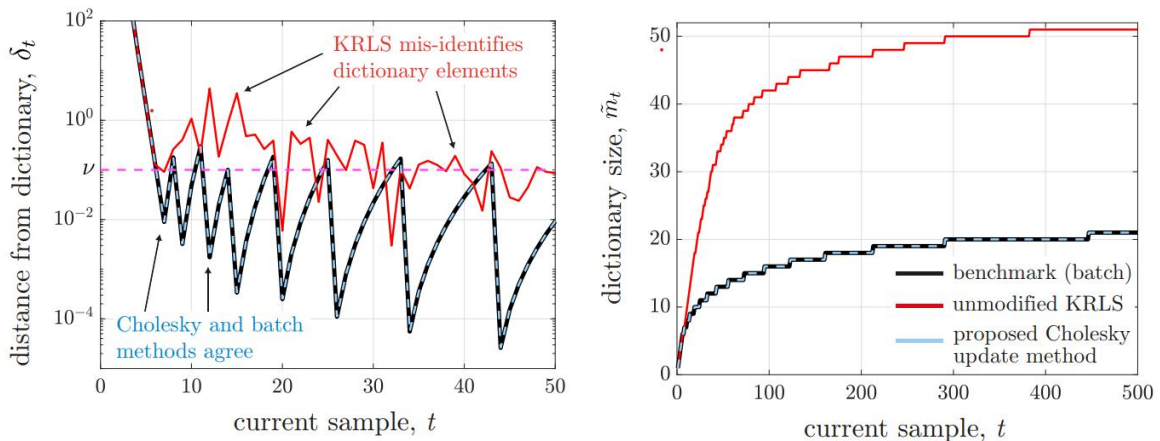 distance from dictionary, δ_t
10^2
10^0
ν
10^{-2}
10^{-4}
KRLS mis-identifies
dictionary elements
Cholesky and batch
methods agree
0
10
20
30
40
50
current sample, t
dictionary size, m̃_t
50
40
30
20
10
0
benchmark (batch)
unmodified KRLS
proposed Cholesky
update method
0
100
200
300
400
500
current sample, t